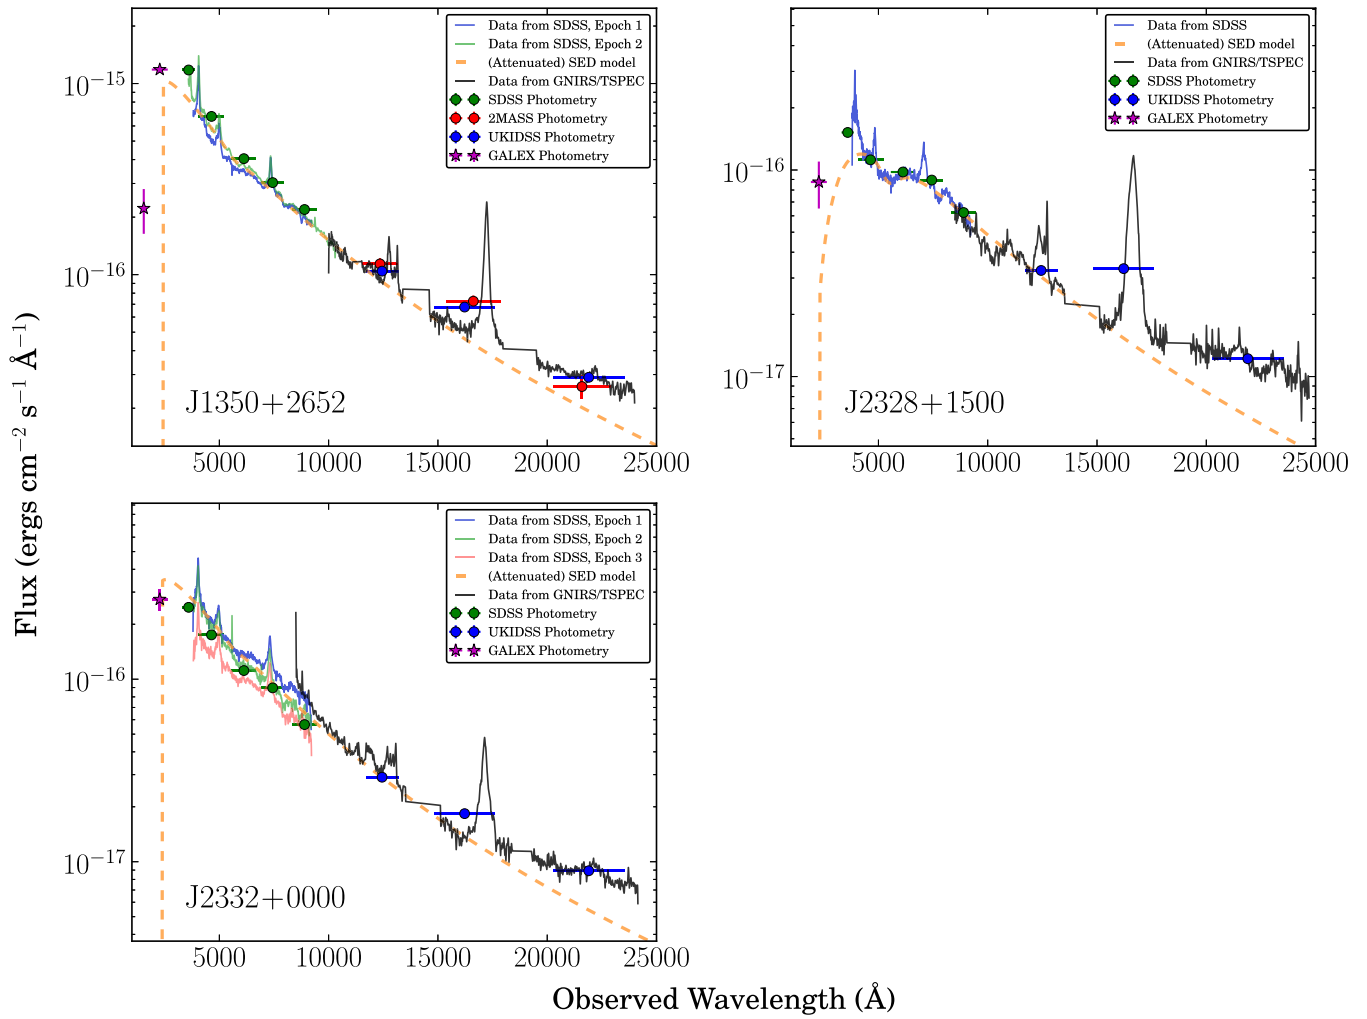 Flux (ergs cm⁻² s⁻¹ Å⁻¹)
10⁻¹⁵
10⁻¹⁶
Data from SDSS, Epoch 1
Data from SDSS, Epoch 2
(Attenuated) SED model
Data from GNIRS/TSPEC
SDSS Photometry
2MASS Photometry
UKIDSS Photometry
GALEX Photometry
J1350+2652
5000 10000 15000 20000 25000
10⁻¹⁶
10⁻¹⁷
Data from SDSS
(Attenuated) SED model
Data from GNIRS/TSPEC
SDSS Photometry
UKIDSS Photometry
GALEX Photometry
J2328+1500
5000 10000 15000 20000 25000
10⁻¹⁶
10⁻¹⁷
Data from SDSS, Epoch 1
Data from SDSS, Epoch 2
Data from SDSS, Epoch 3
(Attenuated) SED model
Data from GNIRS/TSPEC
SDSS Photometry
UKIDSS Photometry
GALEX Photometry
J2332+0000
5000 10000 15000 20000 25000
Observed Wavelength (Å)